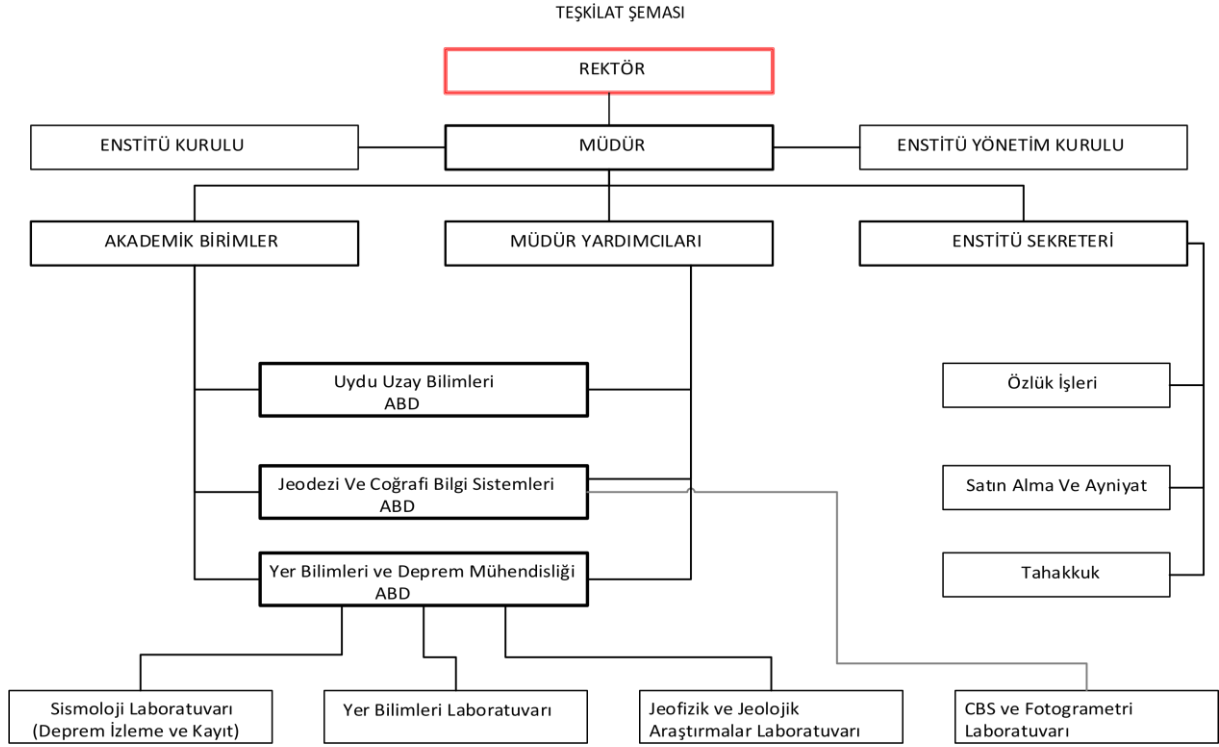 TEŞKİLAT ŞEMASI
REKTÖR
ENSTİTÜ KURULU
MÜDÜR
ENSTİTÜ YÖNETİM KURULU
AKADEMİK BİRİMLER
MÜDÜR YARDIMCILARI
ENSTİTÜ SEKRETERİ
Uydu Uzay Bilimleri
ABD
Özlük İşleri
Jeodezi Ve Coğrafi Bilgi Sistemleri
ABD
Satın Alma Ve Ayniyat
Yer Bilimleri ve Deprem Mühendisliği
ABD
Tahakkuk
Sismoloji Laboratuvarı
(Deprem İzleme ve Kayıt)
Yer Bilimleri Laboratuvarı
Jeofizik ve Jeolojik
Araştırmalar Laboratuvarı
CBS ve Fotogrametri
Laboratuvarı